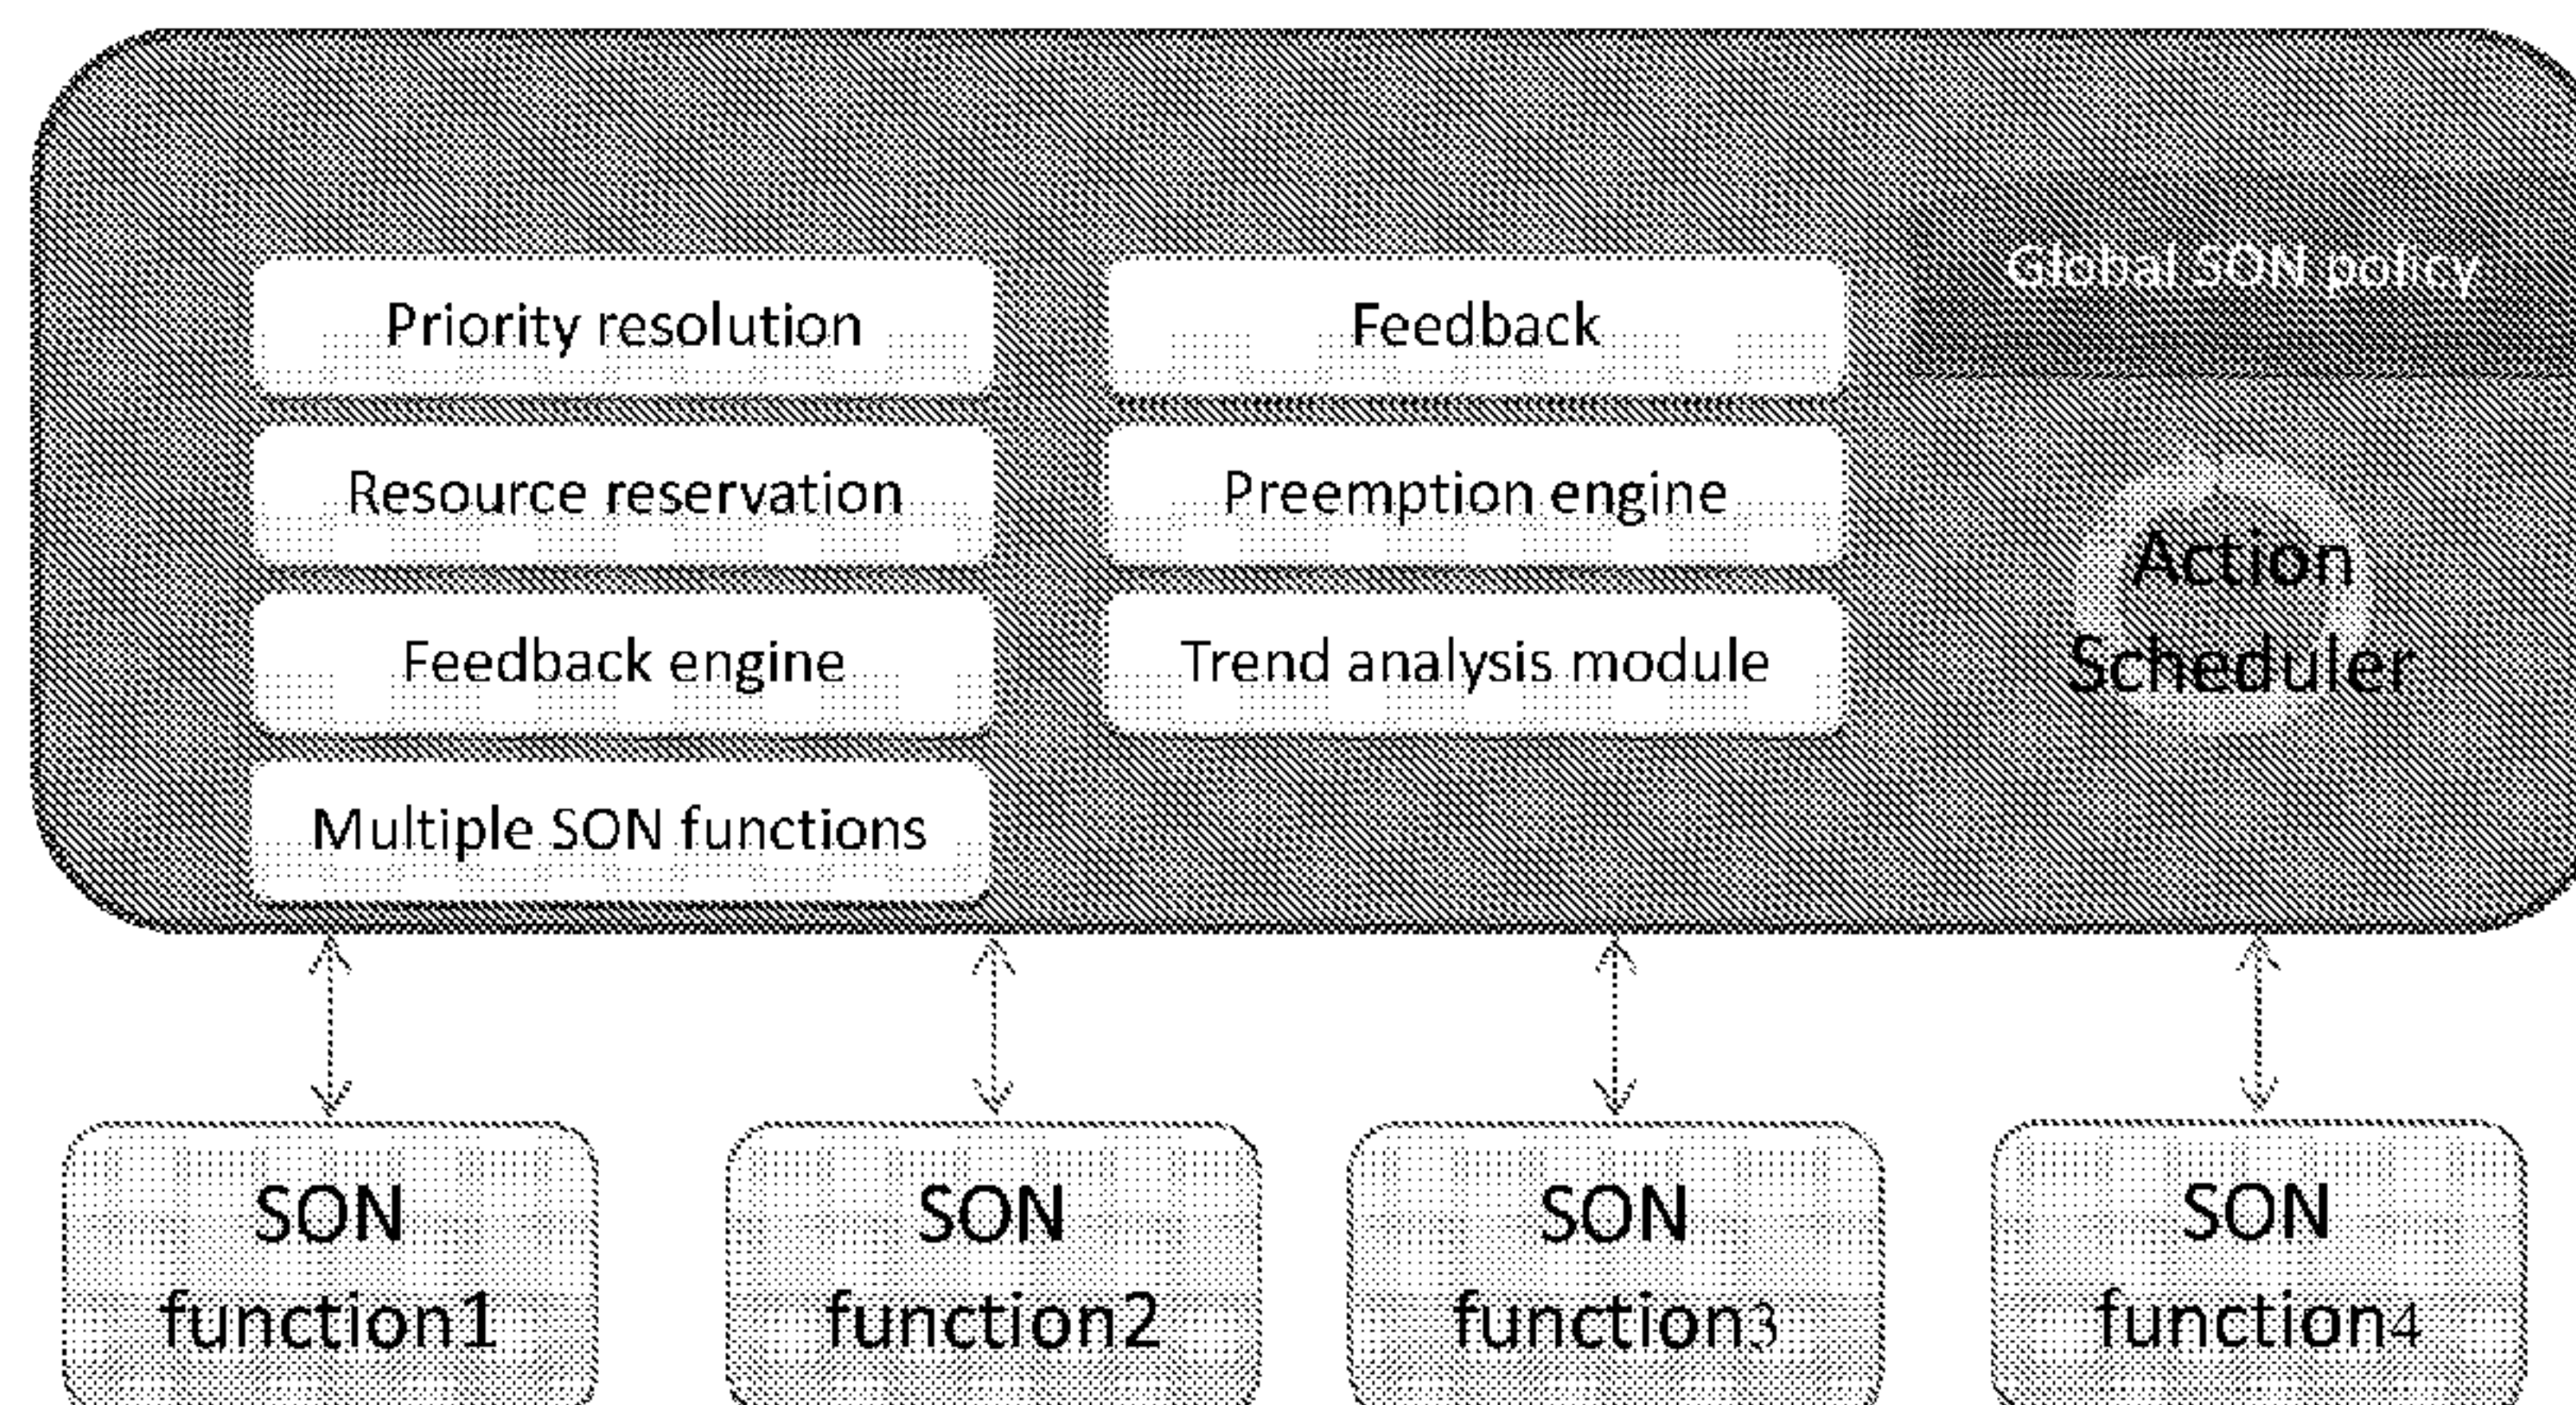 Priority resolution
Resource reservation
Feedback engine
Multiple SON functions
Feedback
Preemption engine
Trend analysis module
Global SON policy
Action
Scheduler
SON
function1
SON
function2
SON
function3
SON
function4